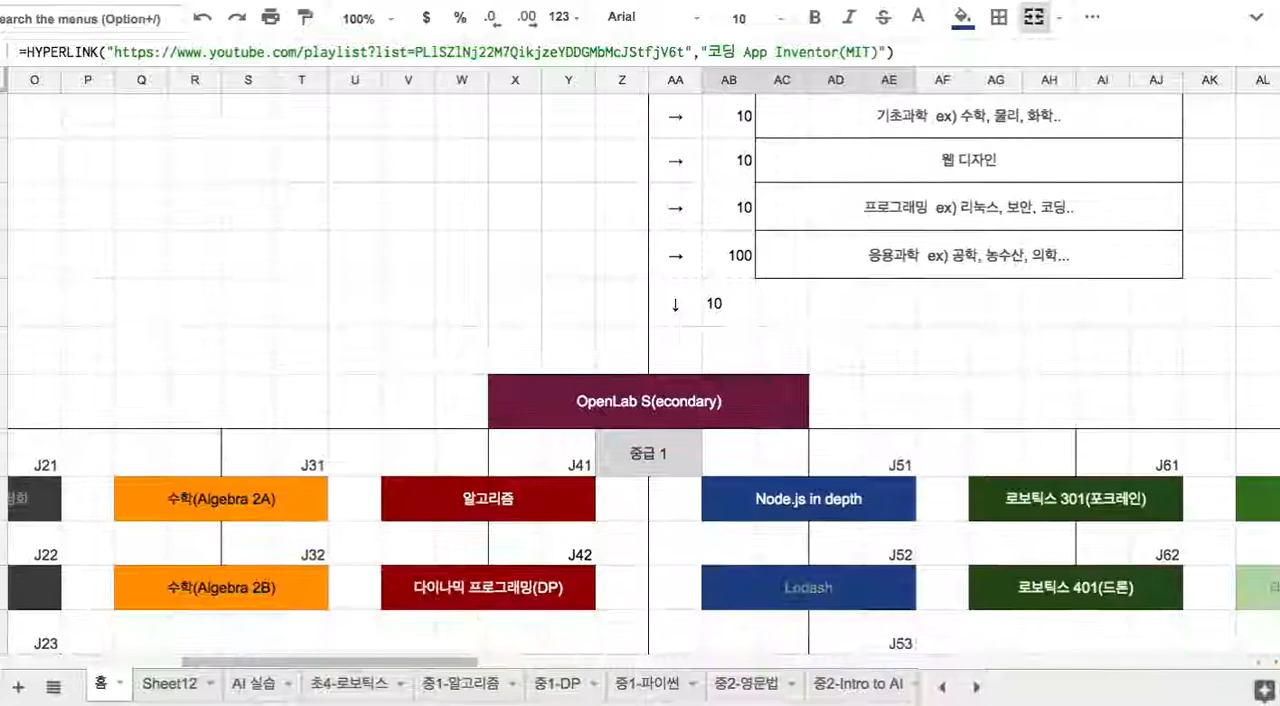 earch the menus (Option+/)
100%
$ % .0 .00 123
Arial
10
B I S A
=HYPERLINK("https://www.youtube.com/playlist?list=PLlSZlNj22M7QikjzeYDDGMbMcJStfjV6t","코딩 App Inventor(MIT)")
O P Q R S T U V W X Y Z AA AB AC AD AE AF AG AH AI AJ AK AL
→ 10 기초과학 ex) 수학, 물리, 화학..
→ 10 웹 디자인
→ 10 프로그래밍 ex) 리눅스, 보안, 코딩..
→ 100 응용과학 ex) 공학, 농수산, 의학...
↓ 10
OpenLab S(econdary)
중급 1
J21 J31 J41 J51 J61
수학(Algebra 2A) 알고리즘 Node.js in depth 로보틱스 301(포크레인)
J22 J32 J42 J52 J62
수학(Algebra 2B) 다이나믹 프로그래밍(DP) Lodash 로보틱스 401(드론)
J23 J53
홈 Sheet12 AI 실습 초4-로보틱스 중1-알고리즘 중1-DP 중1-파이썬 중2-영문법 중2-Intro to AI